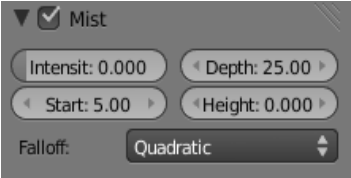 Mist
Intensit: 0.000
Depth: 25.00
Start: 5.00
Height: 0.000
Falloff:
Quadratic